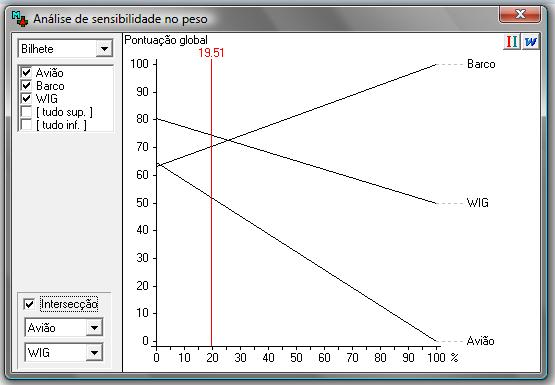 Análise de sensibilidade no peso
Bilhete
Avião
Barco
WIG
[ tudo sup. ]
[ tudo inf. ]
Intersecção
Avião
WIG
Pontuação global
19.51
100
90
80
70
60
50
40
30
20
10
0
0 10 20 30 40 50 60 70 80 90 100 %
Barco
WIG
Avião